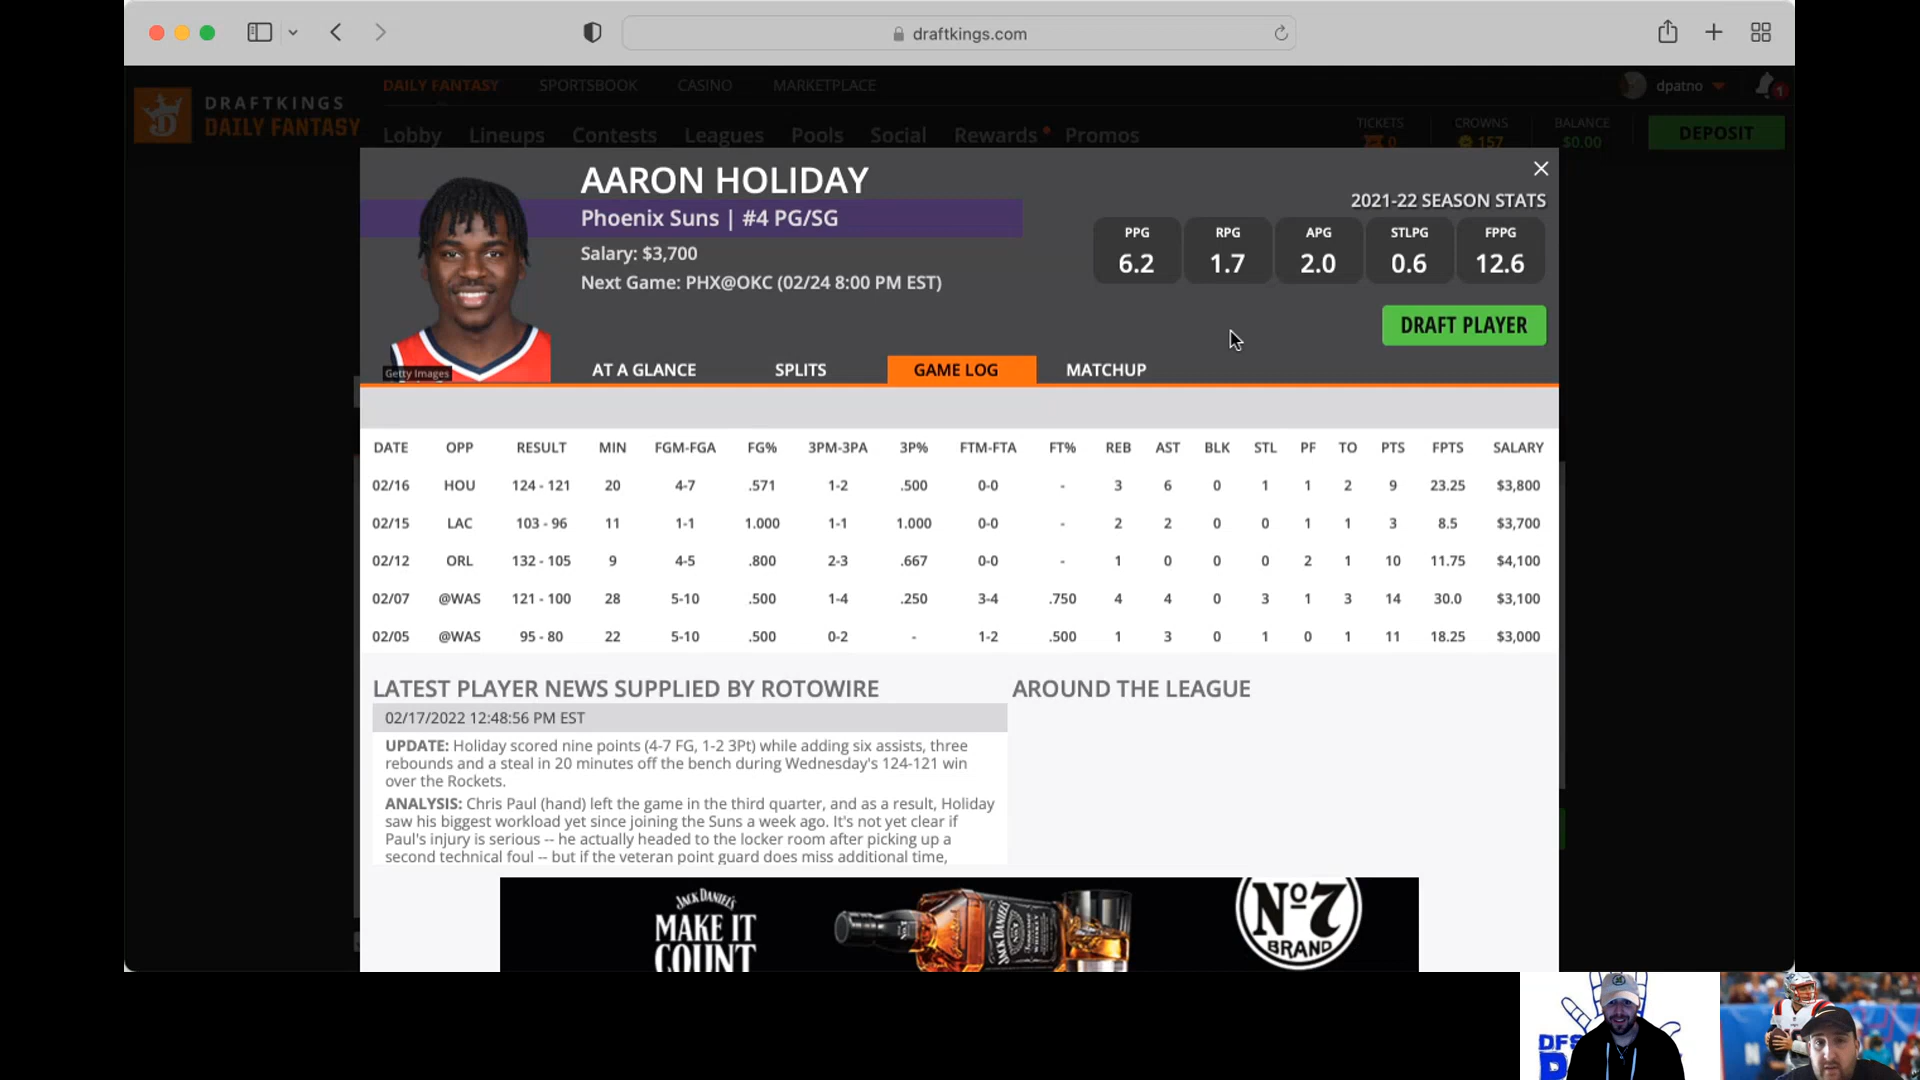 draftkings.com
DRAFTKINGS
DAILY FANTASY
DAILY FANTASY SPORTSBOOK CASINO MARKETPLACE
dpatno
1
Lobby Lineups Contests Leagues Pools Social Rewards Promos
TICKETS CROWNS BALANCE
0 157 $0.00
DEPOSIT
AARON HOLIDAY
Phoenix Suns | #4 PG/SG
Salary: $3,700
Next Game: PHX@OKC (02/24 8:00 PM EST)
2021-22 SEASON STATS
PPG RPG APG STLPG FPPG
6.2 1.7 2.0 0.6 12.6
DRAFT PLAYER
Getty Images
AT A GLANCE SPLITS GAME LOG MATCHUP
DATE OPP RESULT MIN FGM-FGA FG% 3PM-3PA 3P% FTM-FTA FT% REB AST BLK STL PF TO PTS FPTS SALARY
02/16 HOU 124 - 121 20 4-7 .571 1-2 .500 0-0 - 3 6 0 1 1 2 9 23.25 $3,800
02/15 LAC 103 - 96 11 1-1 1.000 1-1 1.000 0-0 - 2 2 0 0 1 1 3 8.5 $3,700
02/12 ORL 132 - 105 9 4-5 .800 2-3 .667 0-0 - 1 0 0 0 2 1 10 11.75 $4,100
02/07 @WAS 121 - 100 28 5-10 .500 1-4 .250 3-4 .750 4 4 0 3 1 3 14 30.0 $3,100
02/05 @WAS 95 - 80 22 5-10 .500 0-2 - 1-2 .500 1 3 0 1 0 1 11 18.25 $3,000
LATEST PLAYER NEWS SUPPLIED BY ROTOWIRE
02/17/2022 12:48:56 PM EST
UPDATE: Holiday scored nine points (4-7 FG, 1-2 3Pt) while adding six assists, three
rebounds and a steal in 20 minutes off the bench during Wednesday's 124-121 win
over the Rockets.
ANALYSIS: Chris Paul (hand) left the game in the third quarter, and as a result, Holiday
saw his biggest workload yet since joining the Suns a week ago. It's not yet clear if
Paul's injury is serious -- he actually headed to the locker room after picking up a
second technical foul -- but if the veteran point guard does miss additional time,
AROUND THE LEAGUE
JACK DANIEL'S
MAKE IT
COUNT
Nº7
BRAND
DFS